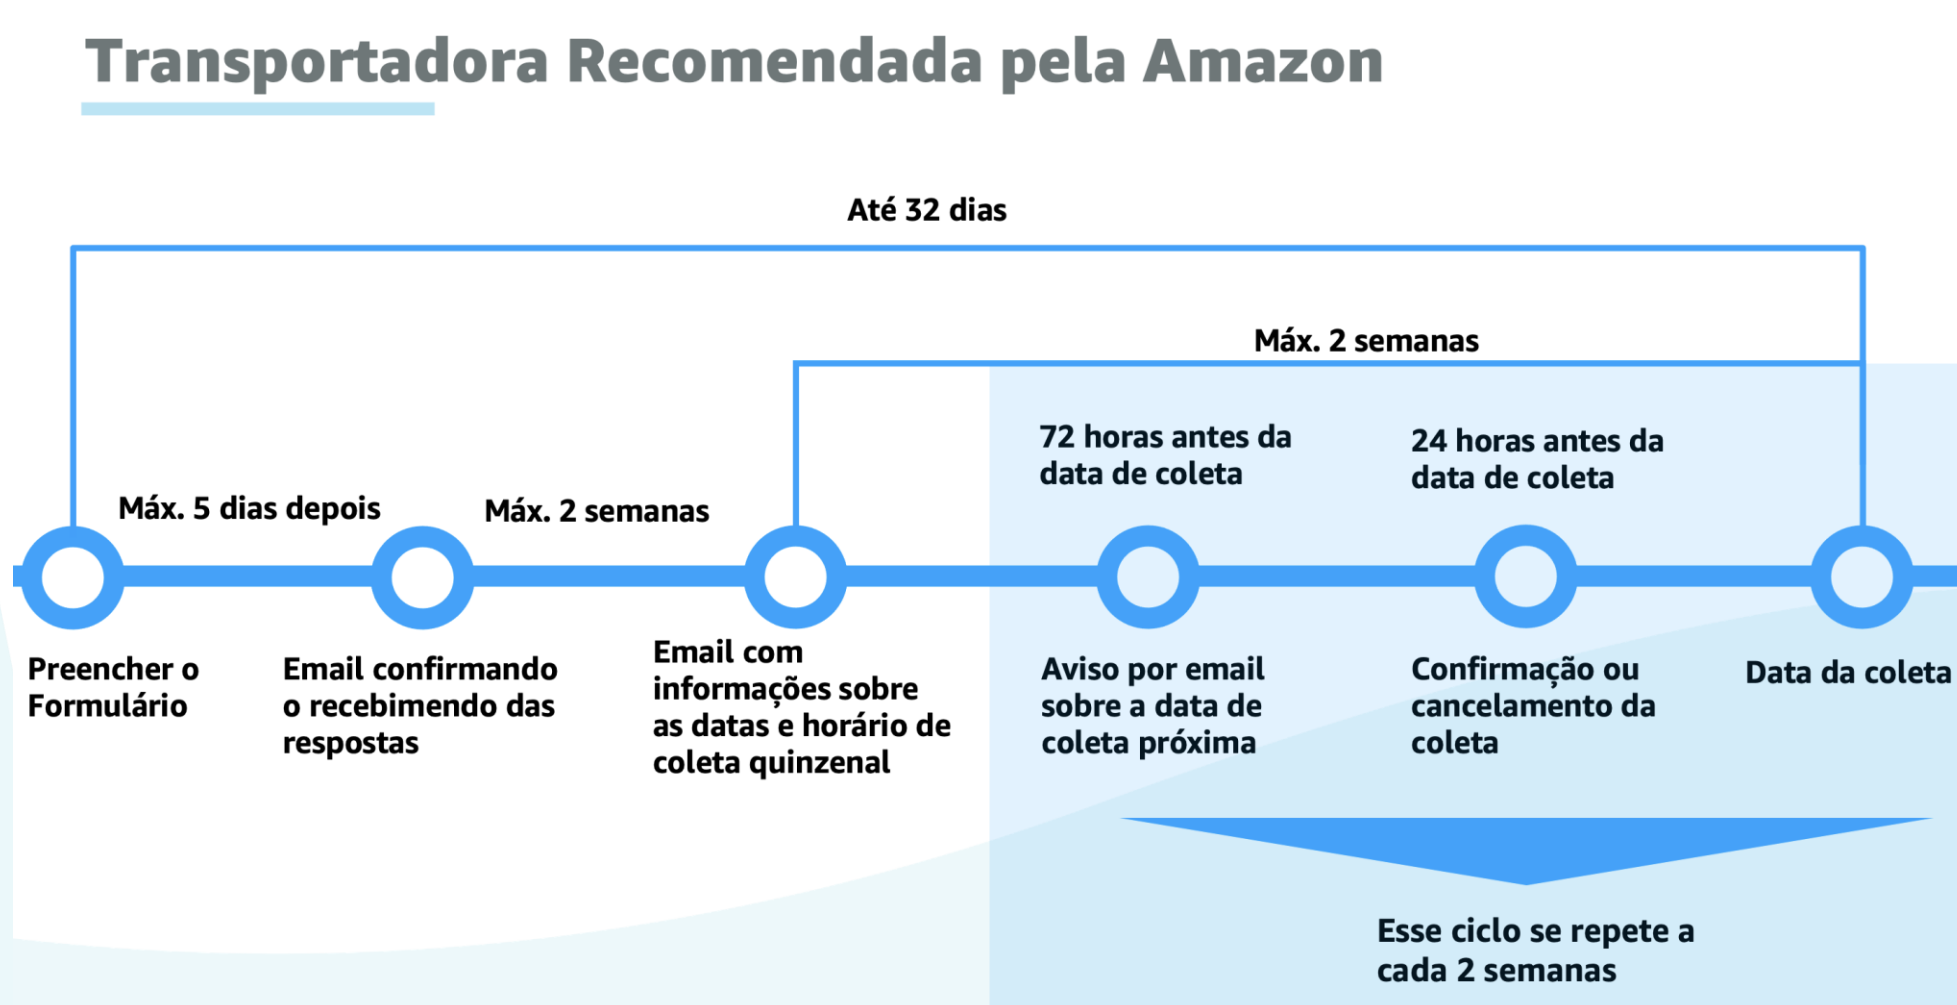 Transportadora Recomendada pela Amazon
Até 32 dias
Máx. 2 semanas
72 horas antes da
data de coleta
24 horas antes da
data de coleta
Máx. 5 dias depois
Máx. 2 semanas
Preencher o
Formulário
Email confirmando
o recebimendo das
respostas
Email com
informações sobre
as datas e horário de
coleta quinzenal
Aviso por email
sobre a data de
coleta próxima
Confirmação ou
cancelamento da
coleta
Data da coleta
Esse ciclo se repete a
cada 2 semanas